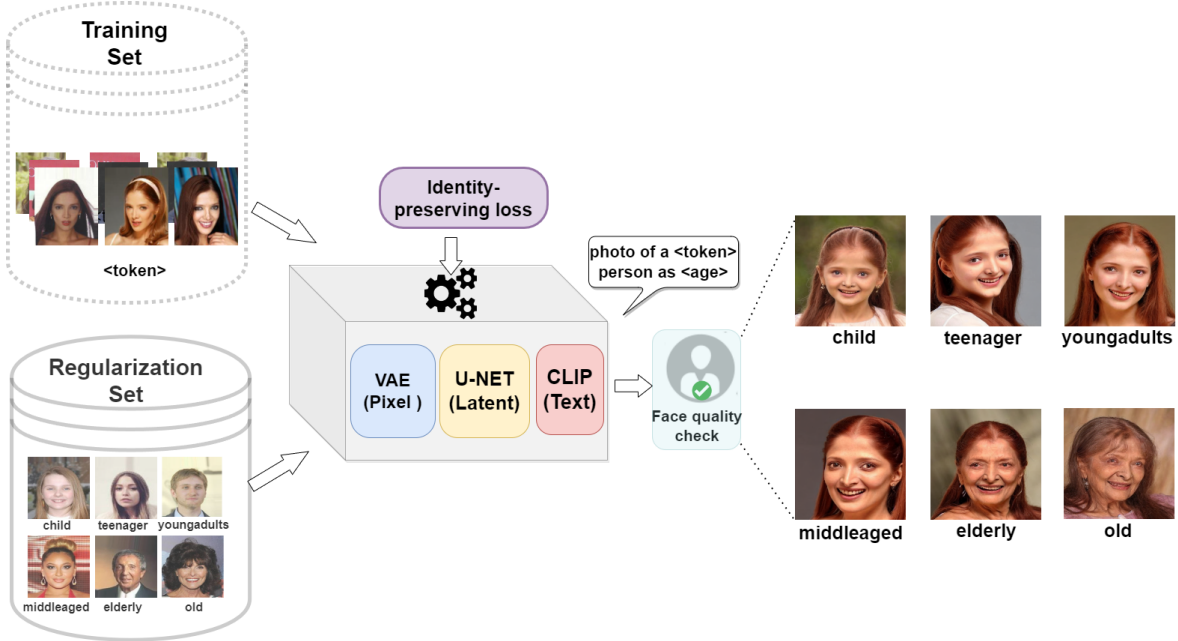 Training
Set
<token>
Identity-
preserving loss
photo of a <token>
person as <age>
VAE
(Pixel )
U-NET
(Latent)
CLIP
(Text)
Face quality
check
Regularization
Set
child
teenager
youngadults
middleaged
elderly
old
child
teenager
youngadults
middleaged
elderly
old